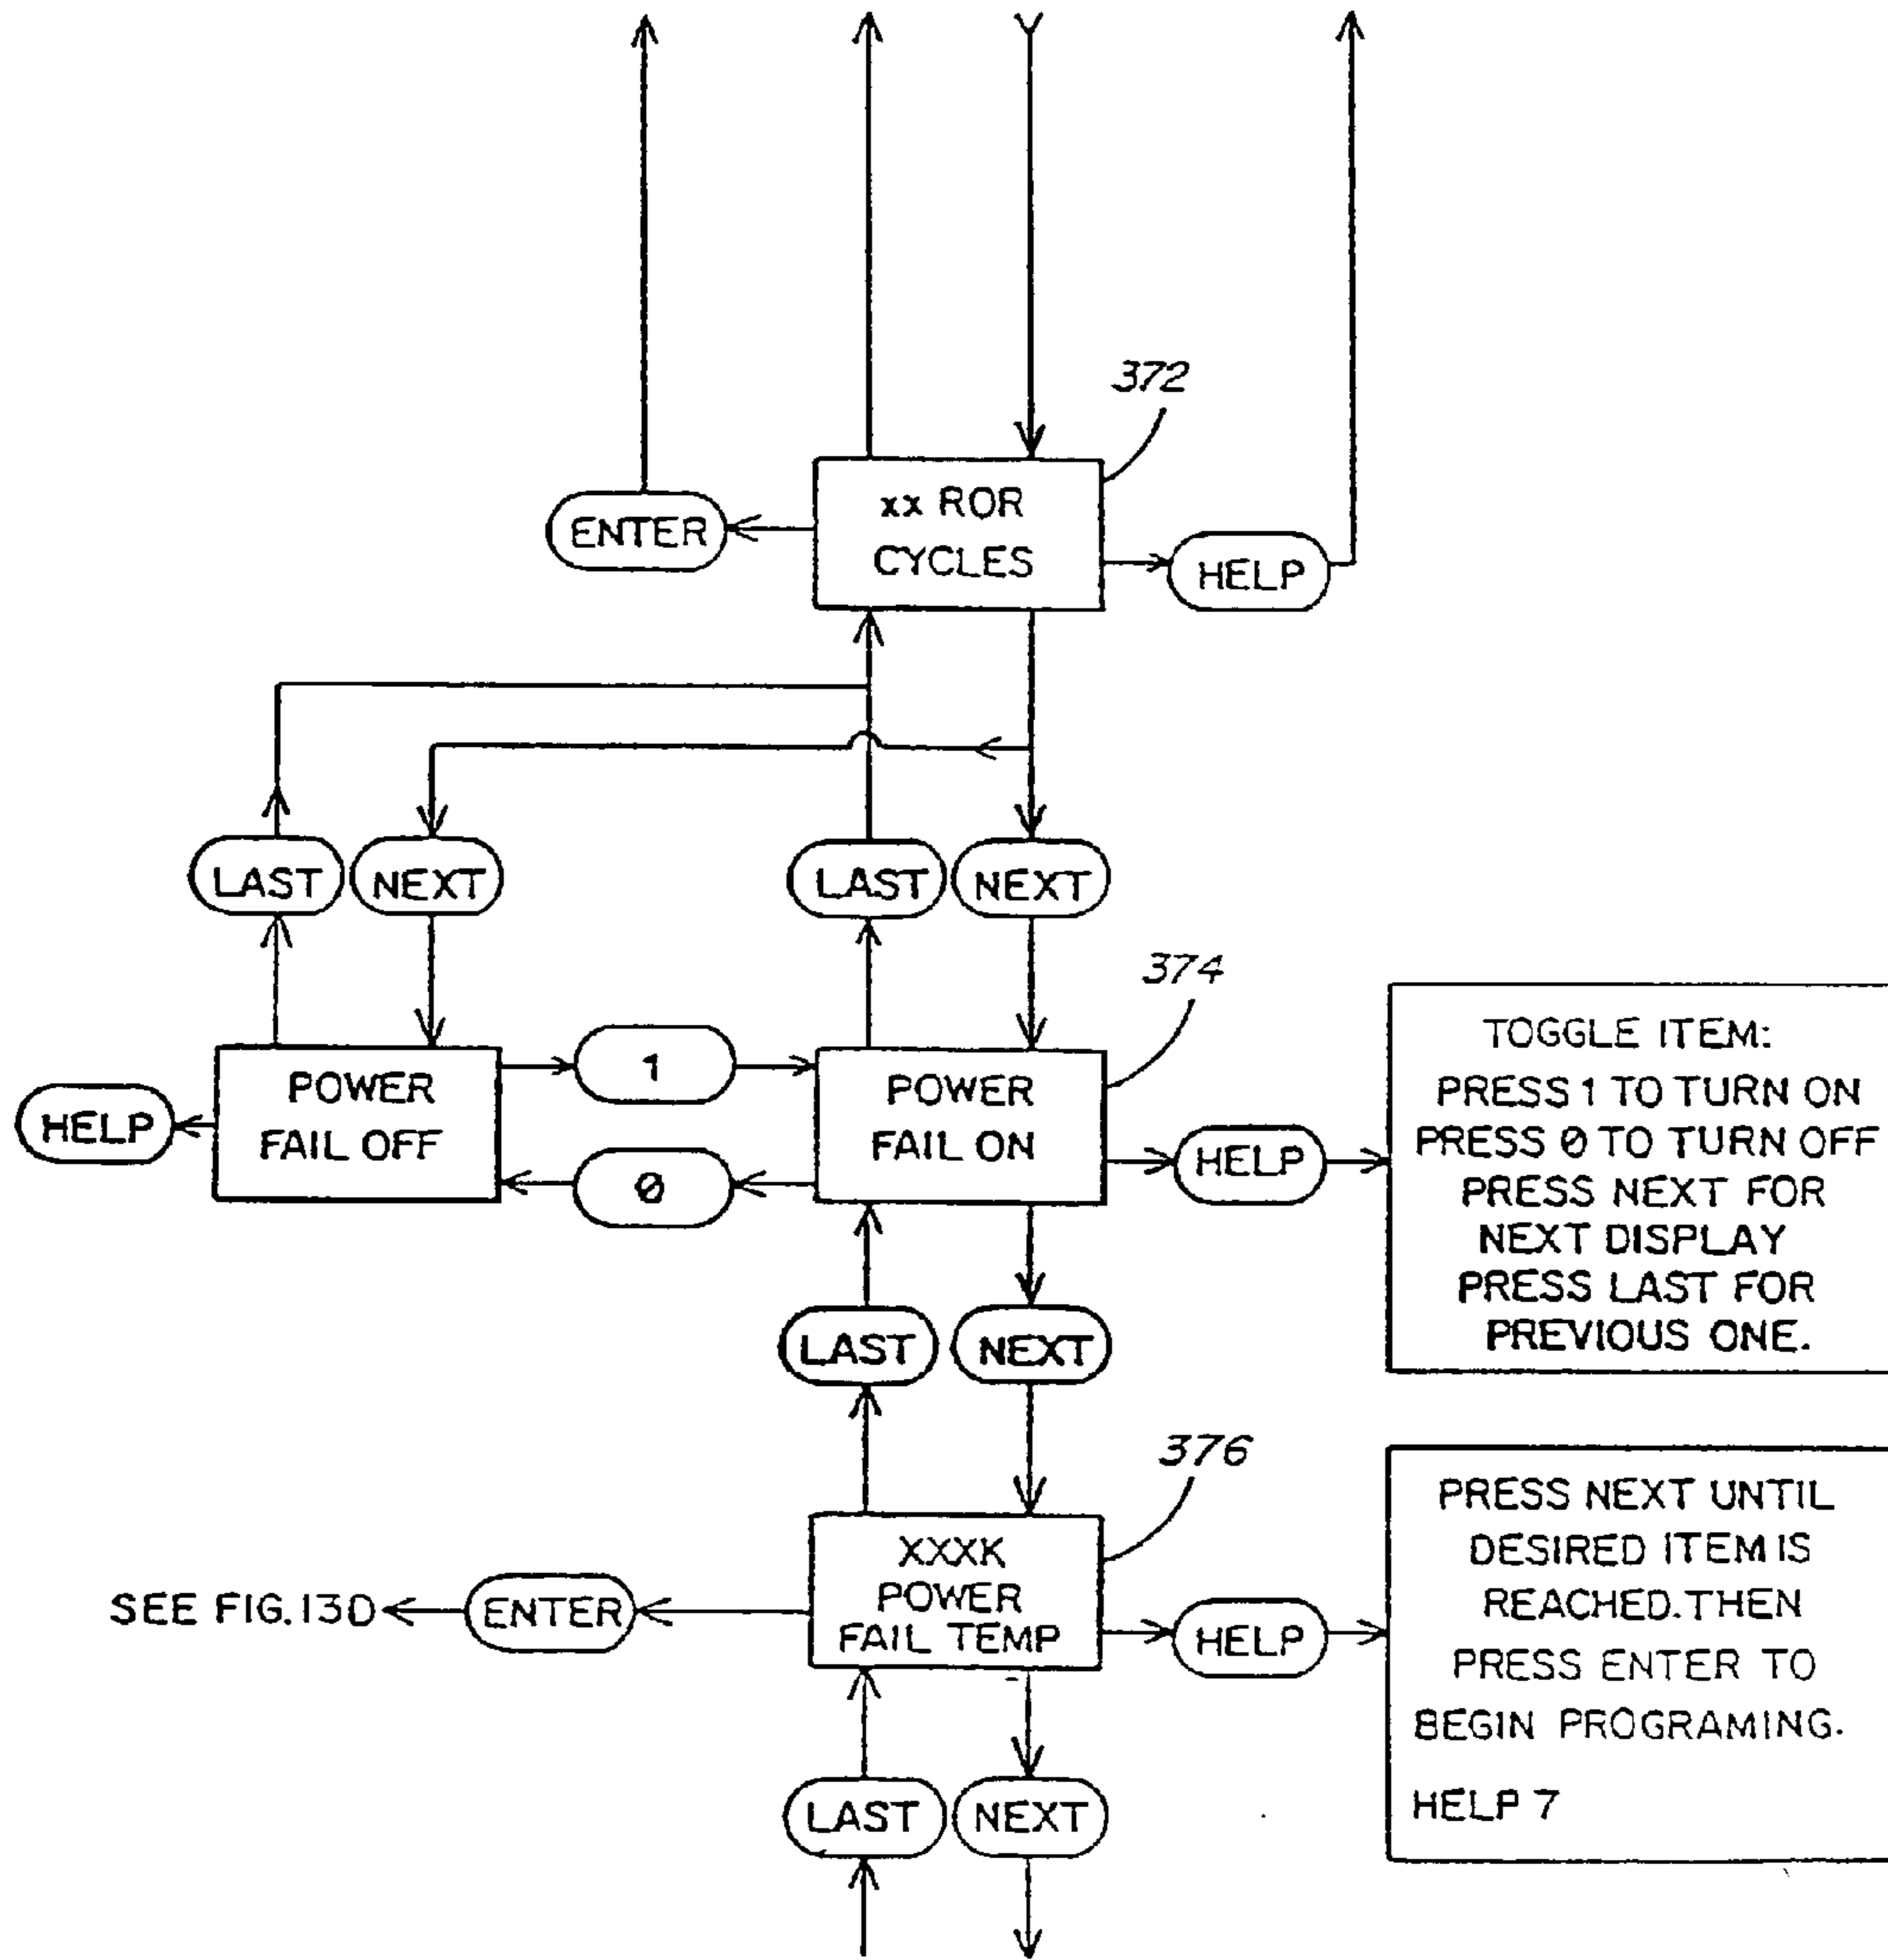 372
xx ROR
CYCLES
ENTER
HELP
LAST
NEXT
LAST
NEXT
374
POWER
FAIL OFF
HELP
1
0
POWER
FAIL ON
HELP
TOGGLE ITEM:
PRESS 1 TO TURN ON
PRESS 0 TO TURN OFF
PRESS NEXT FOR
NEXT DISPLAY
PRESS LAST FOR
PREVIOUS ONE.
LAST
NEXT
376
XXXK
POWER
FAIL TEMP
SEE FIG.13D
ENTER
HELP
PRESS NEXT UNTIL
DESIRED ITEM IS
REACHED.THEN
PRESS ENTER TO
BEGIN PROGRAMING.
HELP 7
LAST
NEXT